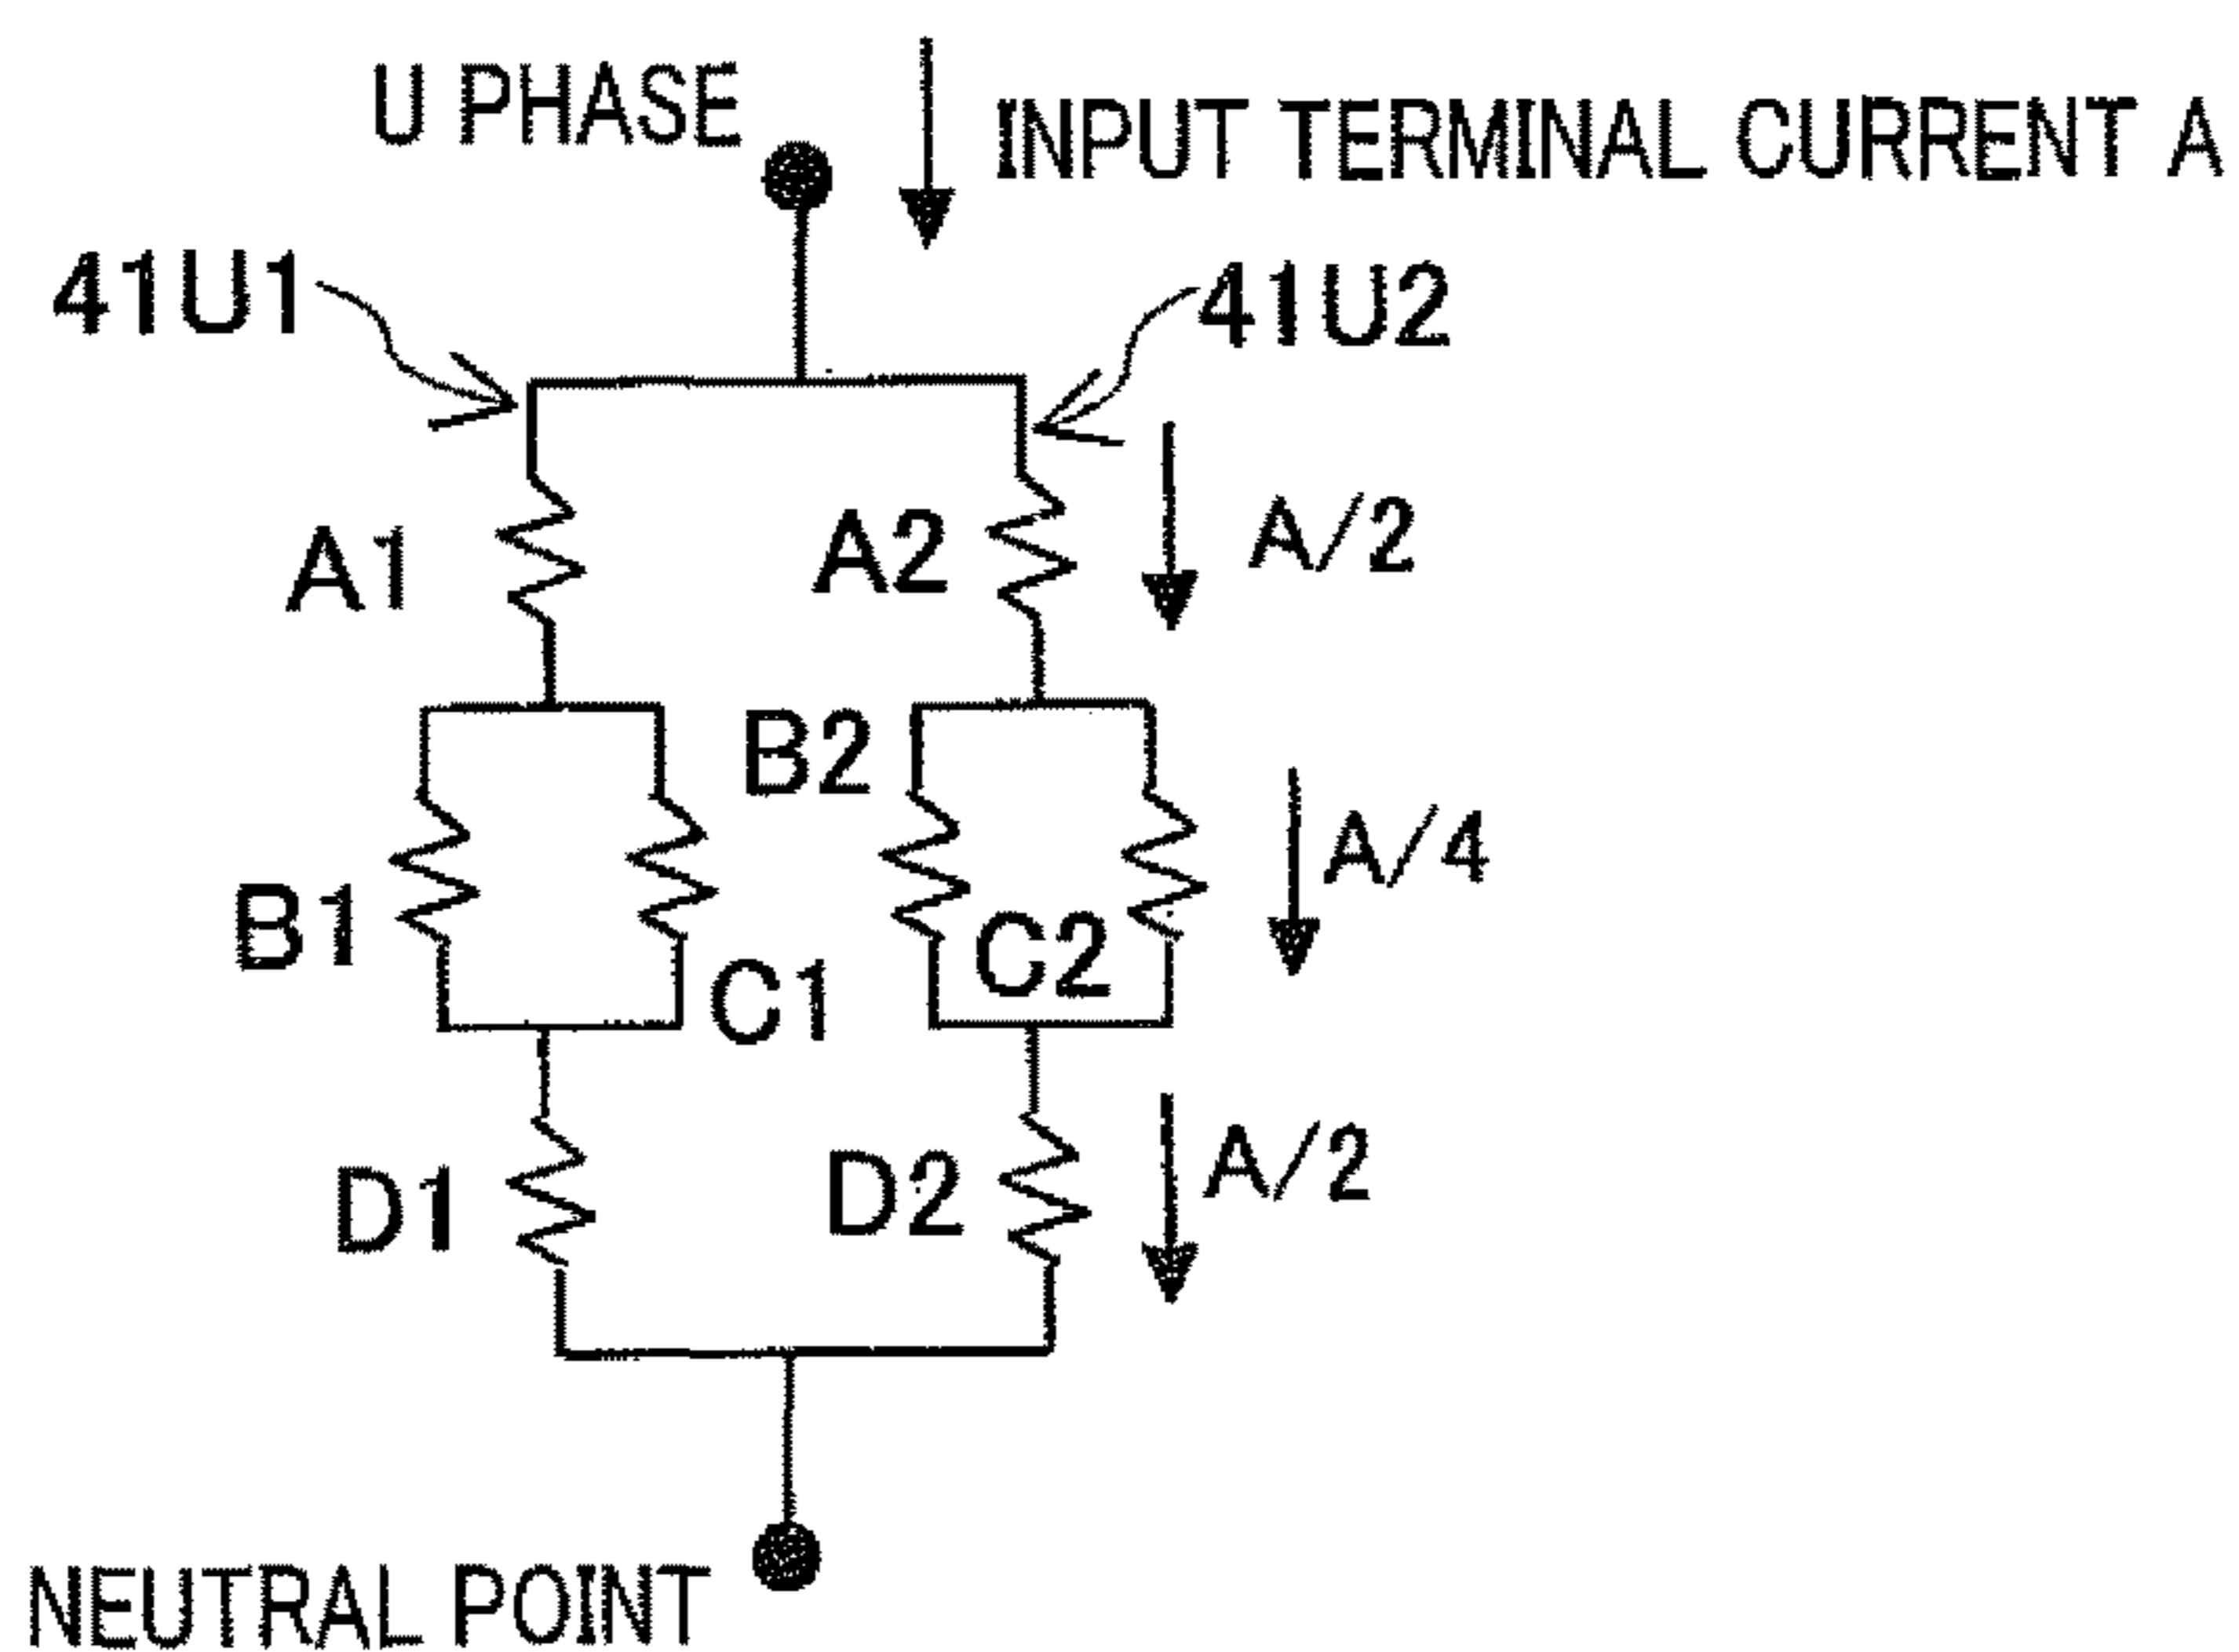 U PHASE
INPUT TERMINAL CURRENT A
41U1
41U2
A1
A2
A/2
B2
A/4
B1
C2
C1
D1
D2
A/2
NEUTRAL POINT